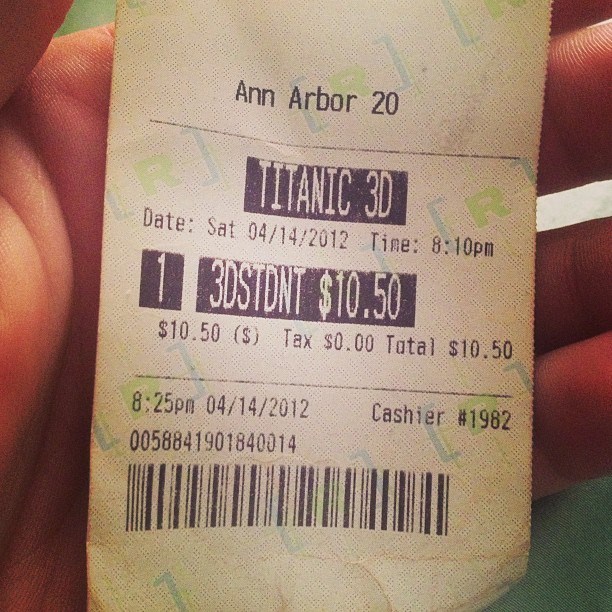 Ann Arbor 20
TITANIC 3D
Date: Sat 04/14/2012 Time: 8:10pm
1 3DSTDNT $10.50
$10.50 ($) Tax $0.00 Total $10.50
8:25pm 04/14/2012 Cashier #1982
0058841901840014